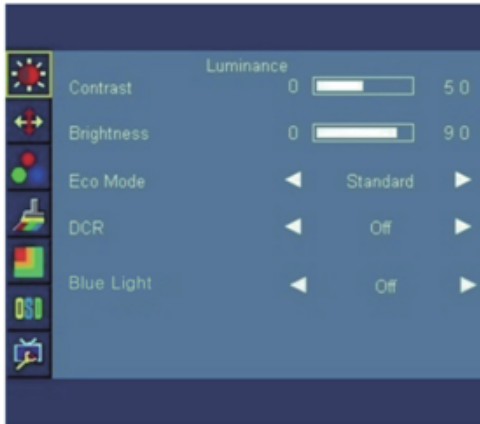 Luminance
Contrast 0 50
Brightness 0 90
Eco Mode Standard
DCR Off
Blue Light Off
OSD